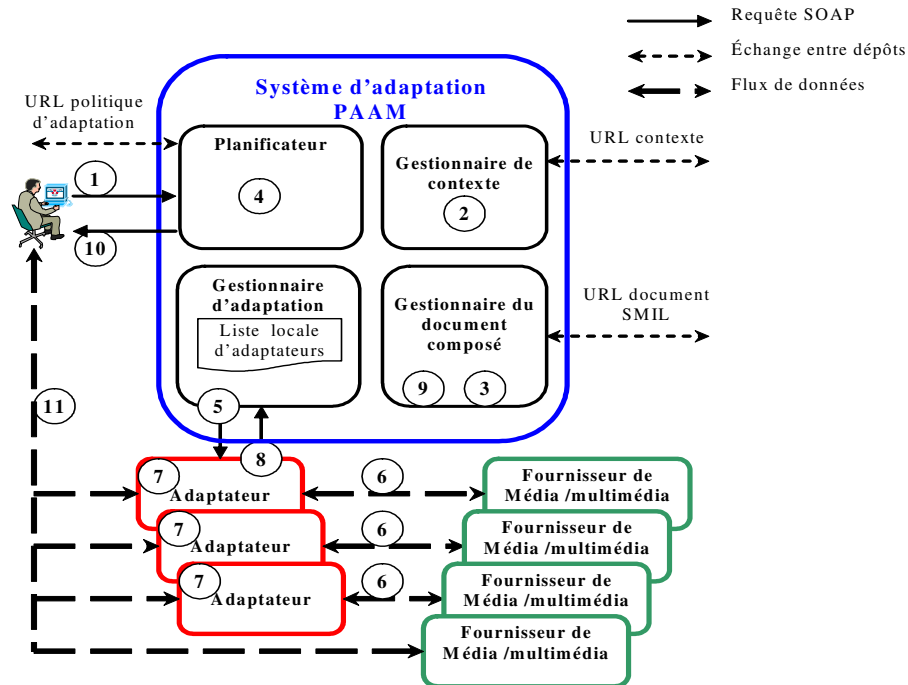 Requête SOAP
Échange entre dépôts
Flux de données
Système d'adaptation
PAAM
URL politique
d'adaptation
Planificateur
4
Gestionnaire de
contexte
2
URL contexte
1
10
Gestionnaire
d'adaptation
Liste locale
d'adaptateurs
Gestionnaire du
document
composé
9
3
URL document
SMIL
5
8
11
7
Adaptateur
6
Fournisseur de
Média /multimédia
7
Adaptateur
6
Fournisseur de
Média /multimédia
7
Adaptateur
6
Fournisseur de
Média /multimédia
Fournisseur de
Média /multimédia